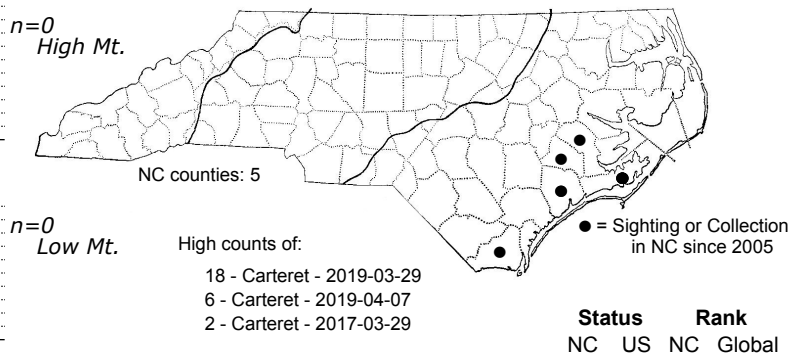 n=0
High Mt.
NC counties: 5
n=0
Low Mt.
High counts of:
18 - Carteret - 2019-03-29
6 - Carteret - 2019-04-07
2 - Carteret - 2017-03-29
● = Sighting or Collection
in NC since 2005
Status Rank
NC US NC Global